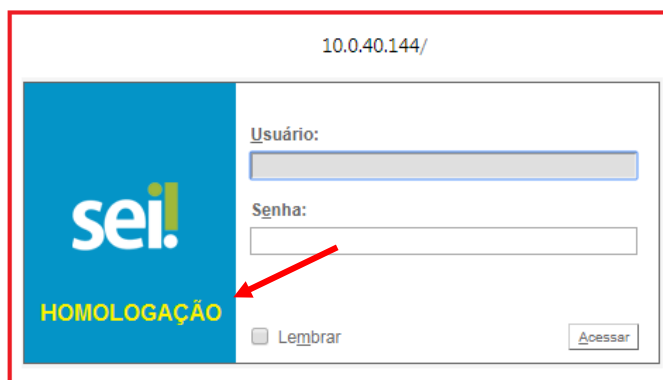 10.0.40.144/
Usuário:
Senha:
sei!
HOMOLOGAÇÃO
Lembrar
Acessar